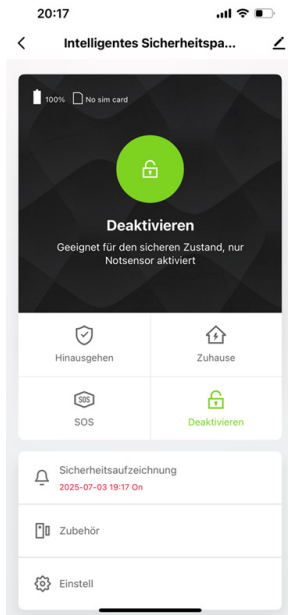 20:17
Intelligentes Sicherheitspa...
100% No sim card
Deaktivieren
Geeignet für den sicheren Zustand, nur
Notsensor aktiviert
Hinausgehen
Zuhause
SOS
SOS
Deaktivieren
Sicherheitsaufzeichnung
2025-07-03 19:17 On
Zubehör
Einstell